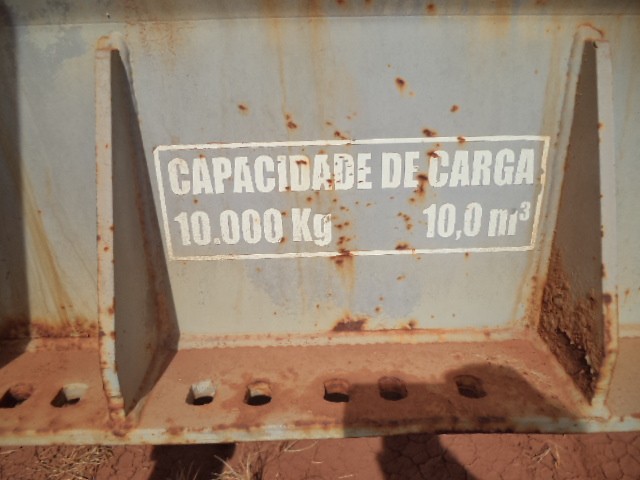 CAPACIDADE DE CARGA
10.000 Kg 10,0 m³